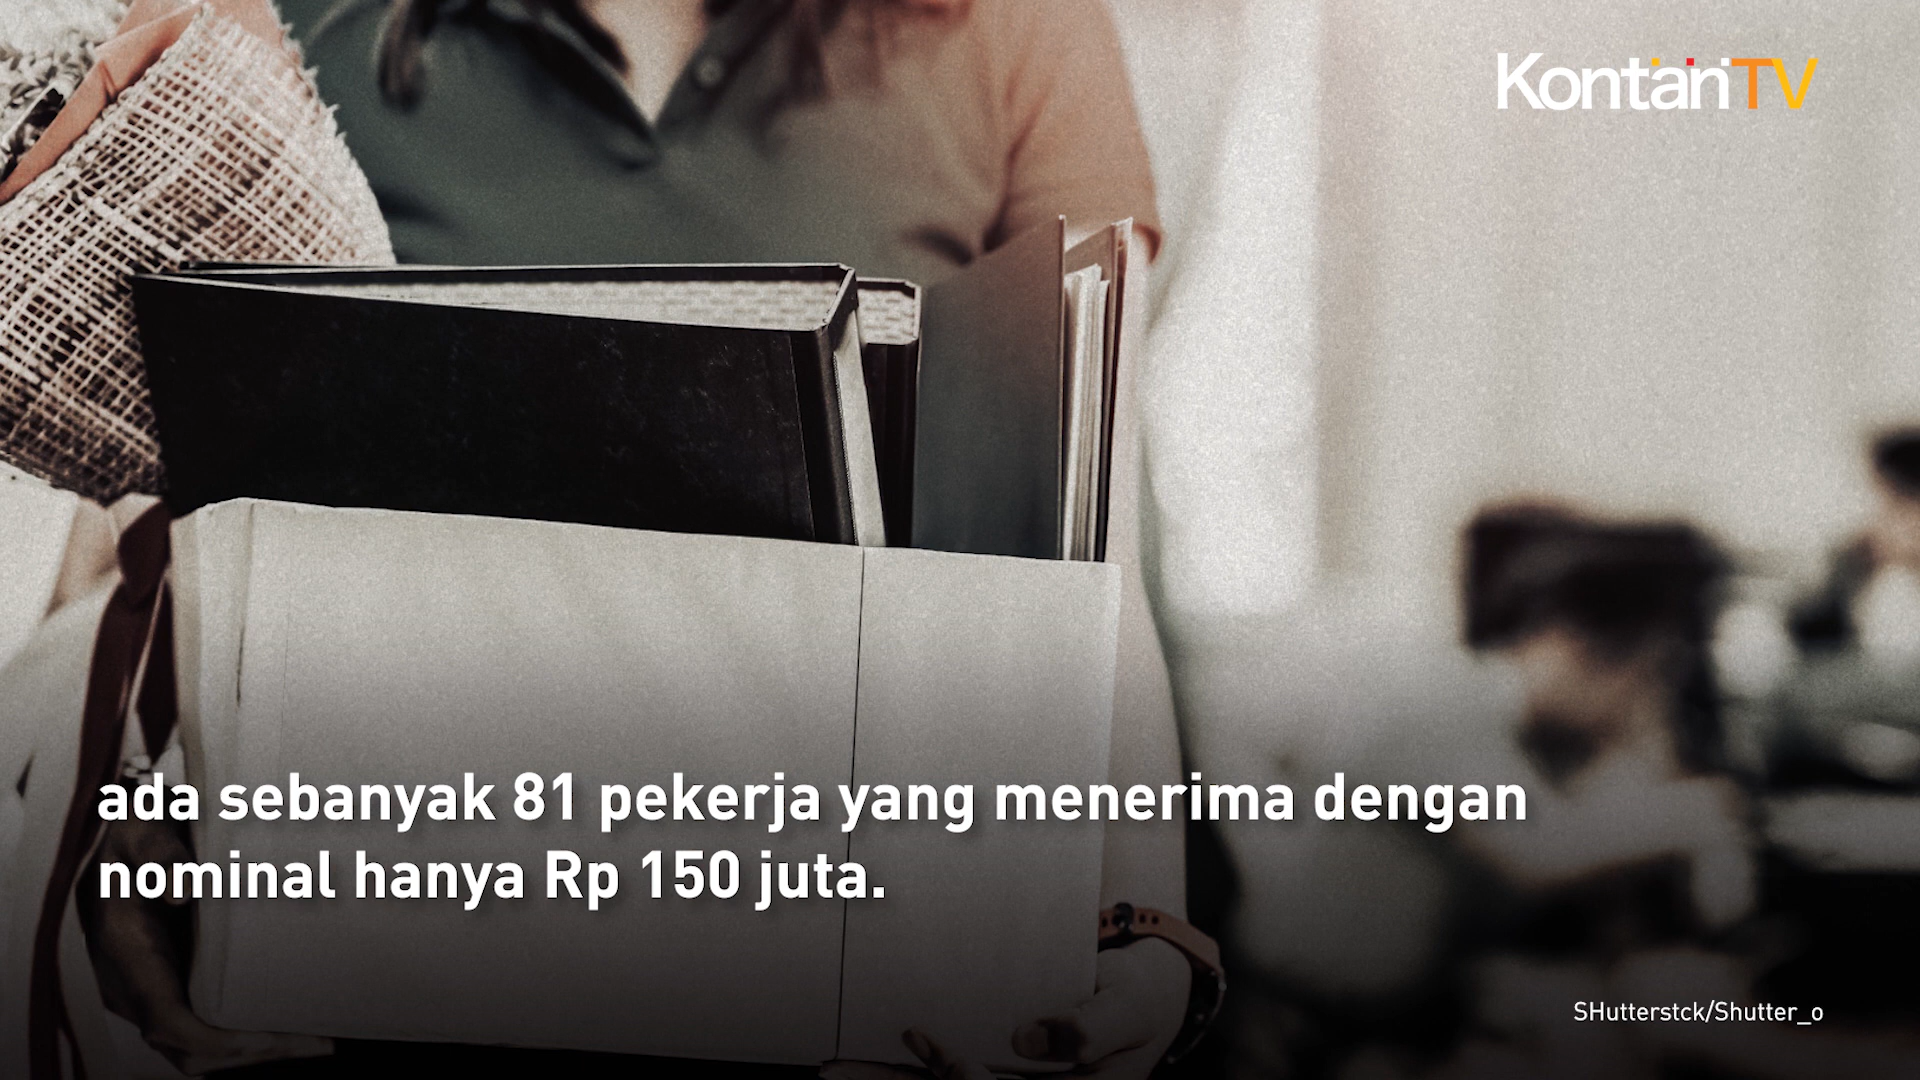 KontanTV
ada sebanyak 81 pekerja yang menerima dengan
nominal hanya Rp 150 juta.
SHutterstck/Shutter_o